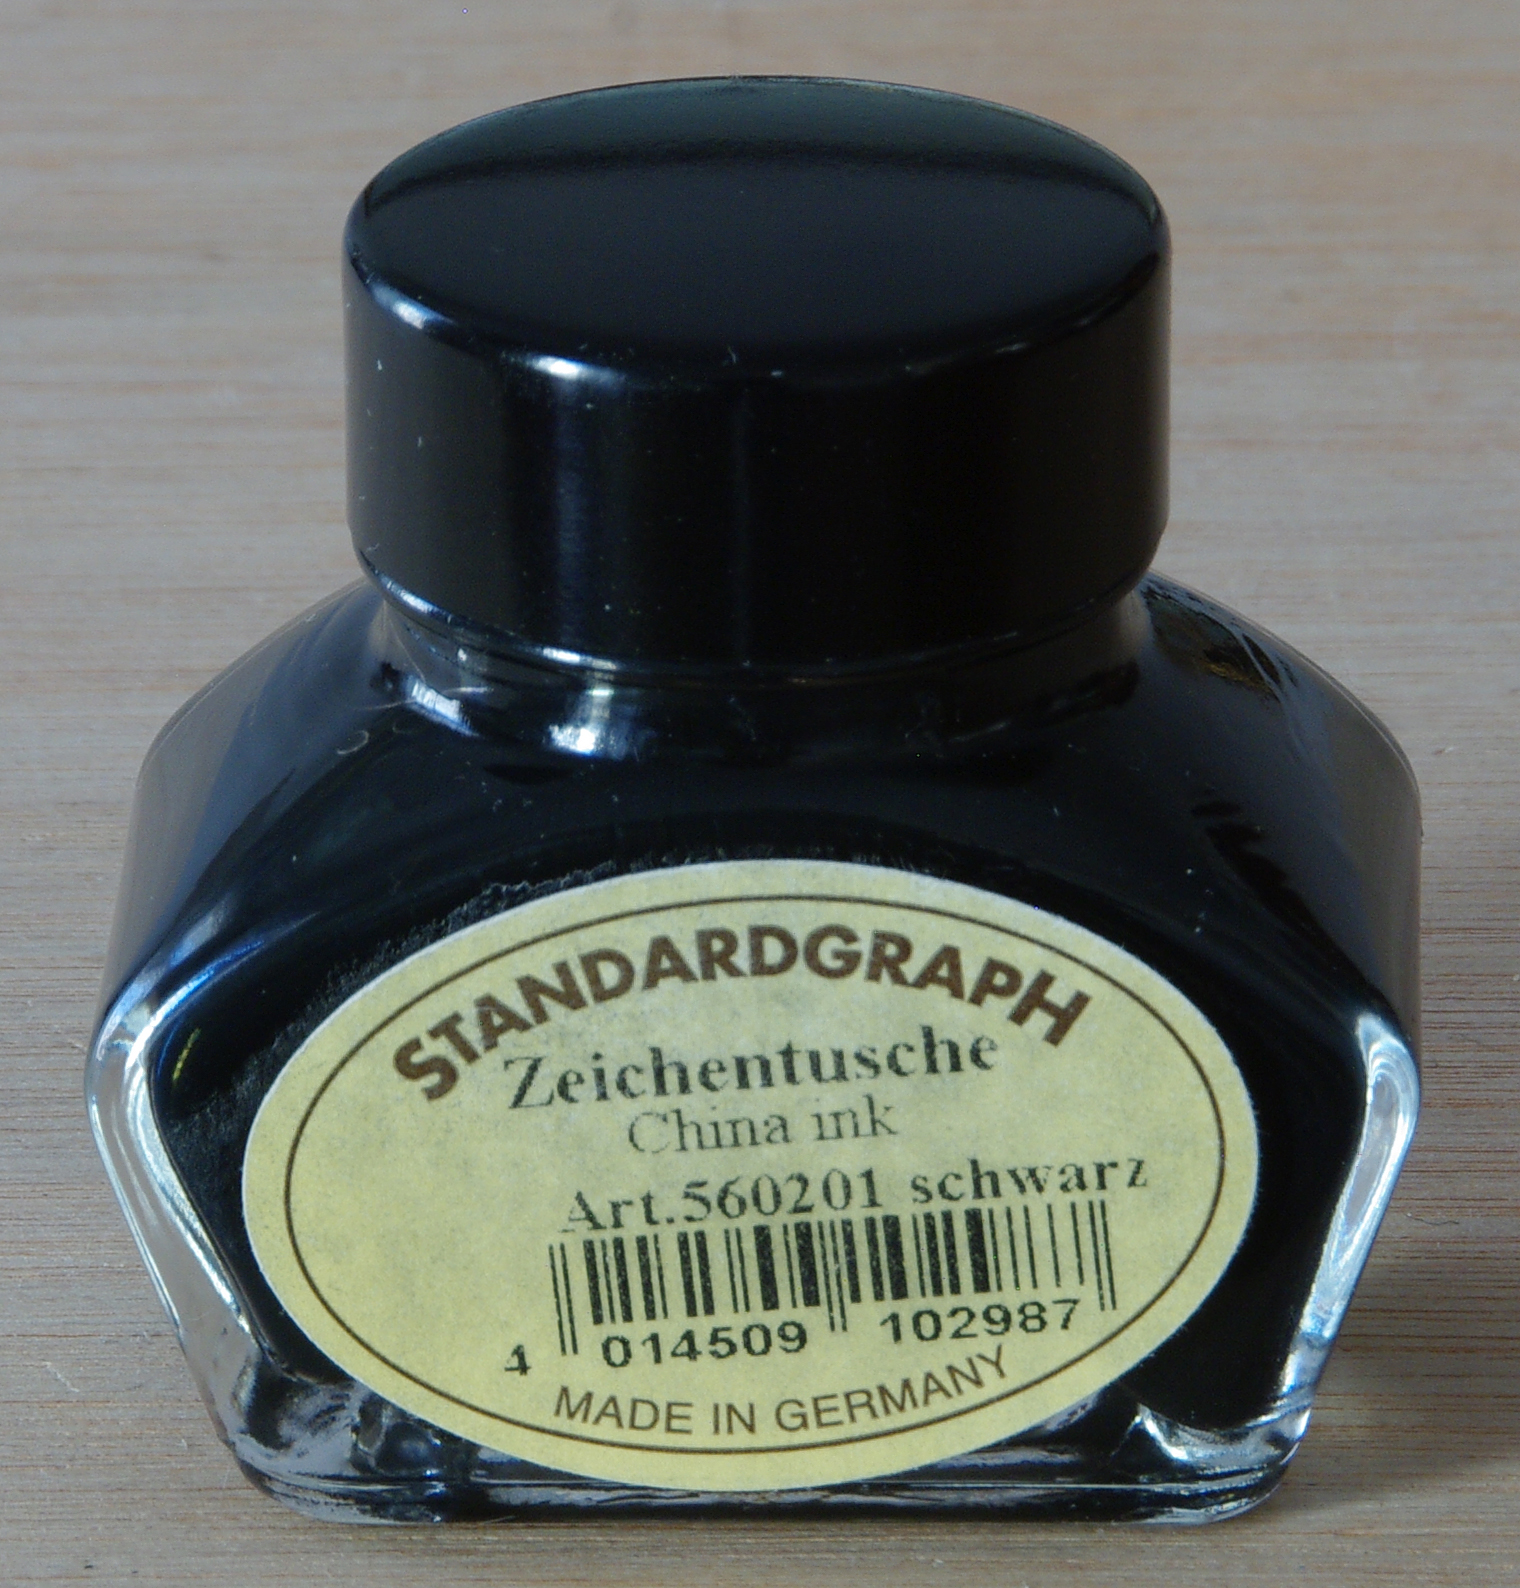 STANDARDGRAPH
Zeichentusche
China ink
Art.560201 schwarz
4 014509 102987
MADE IN GERMANY